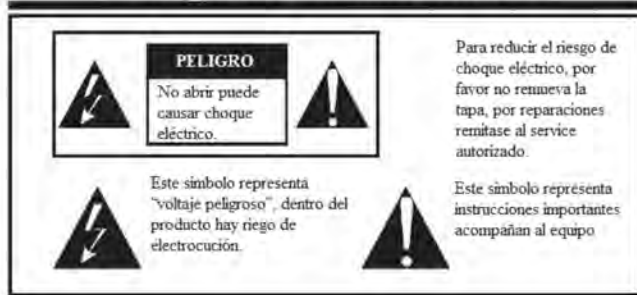 PELIGRO
No abrir puede
causar choque
eléctrico.
Para reducir el riesgo de
choque eléctrico, por
favor no remueva la
tapa, por reparaciones
remitase al service
autorizado.
Este simbolo representa
"voltaje peligroso", dentro del
producto hay riego de
electrocución.
Este simbolo representa
instrucciones importantes
acompañan al equipo